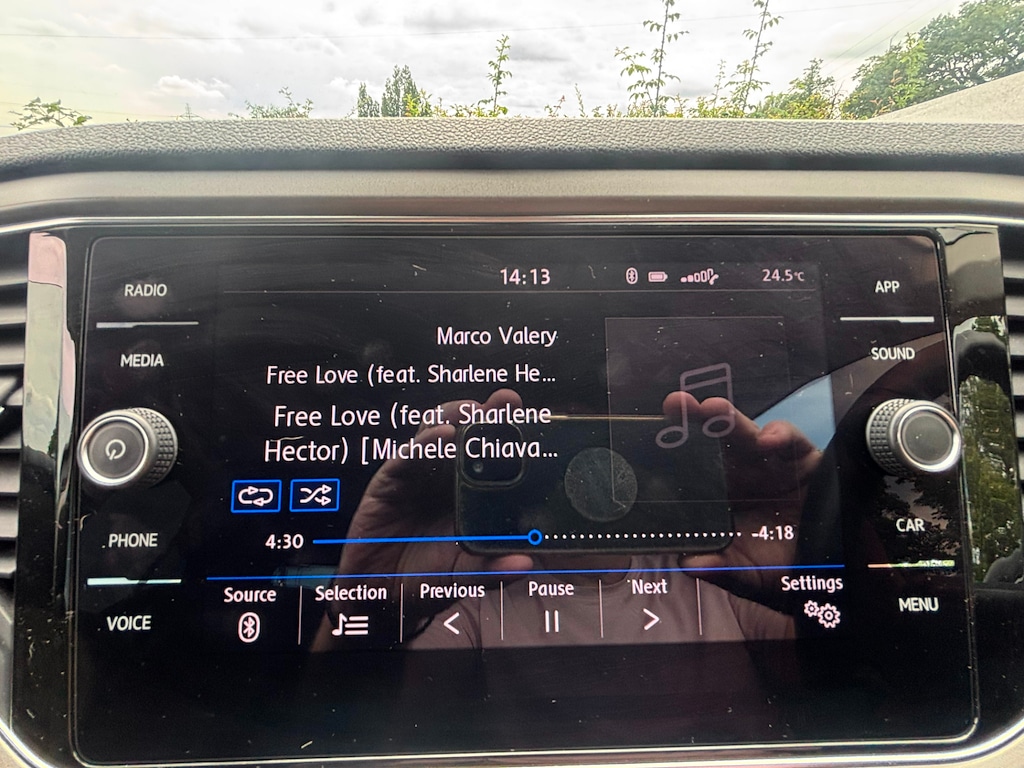 14:13
24.5°C
RADIO
MEDIA
PHONE
VOICE
Marco Valery
Free Love (feat. Sharlene He...
Free Love (feat. Sharlene
Hector) [Michele Chiava...
4:30
-4:18
Source
Selection
Previous
Pause
Next
Settings
APP
SOUND
CAR
MENU